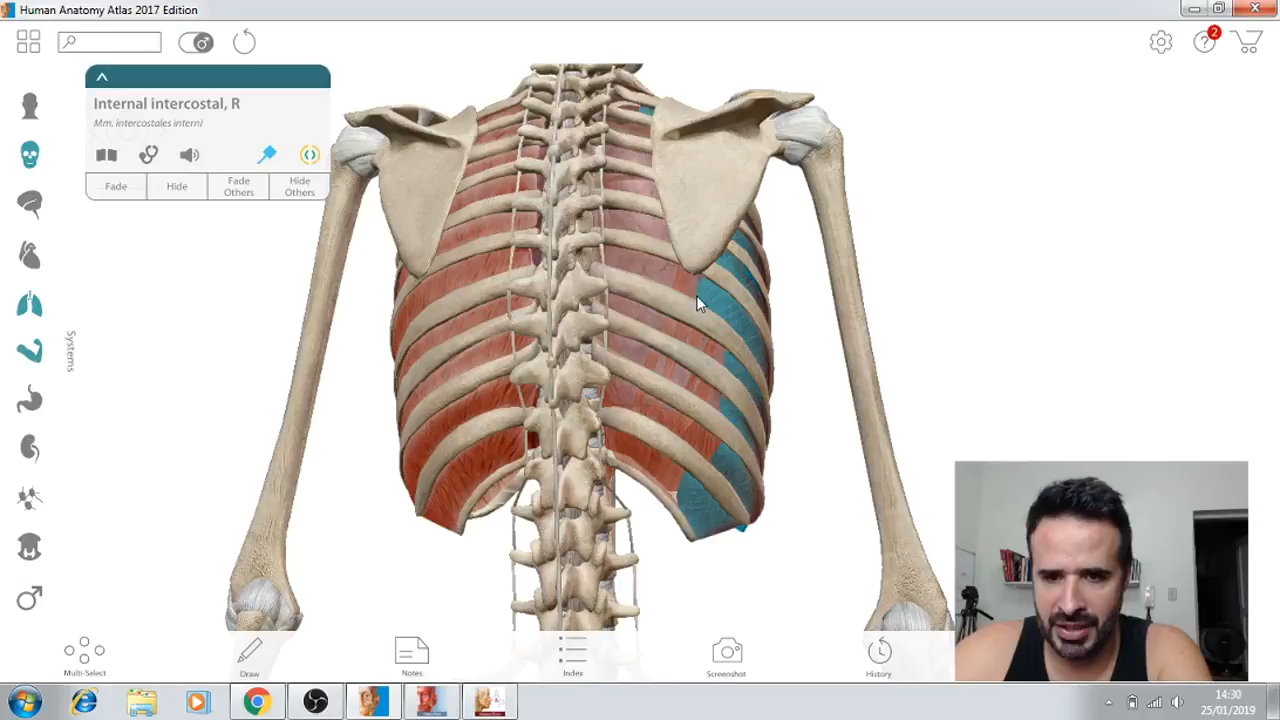 Human Anatomy Atlas 2017 Edition
2
Internal intercostal, R
Mm. intercostales interni
Fade
Hide
Fade
Others
Hide
Others
Systems
Multi-Select
Draw
Notes
Index
Screenshot
History
14:30
25/01/2019